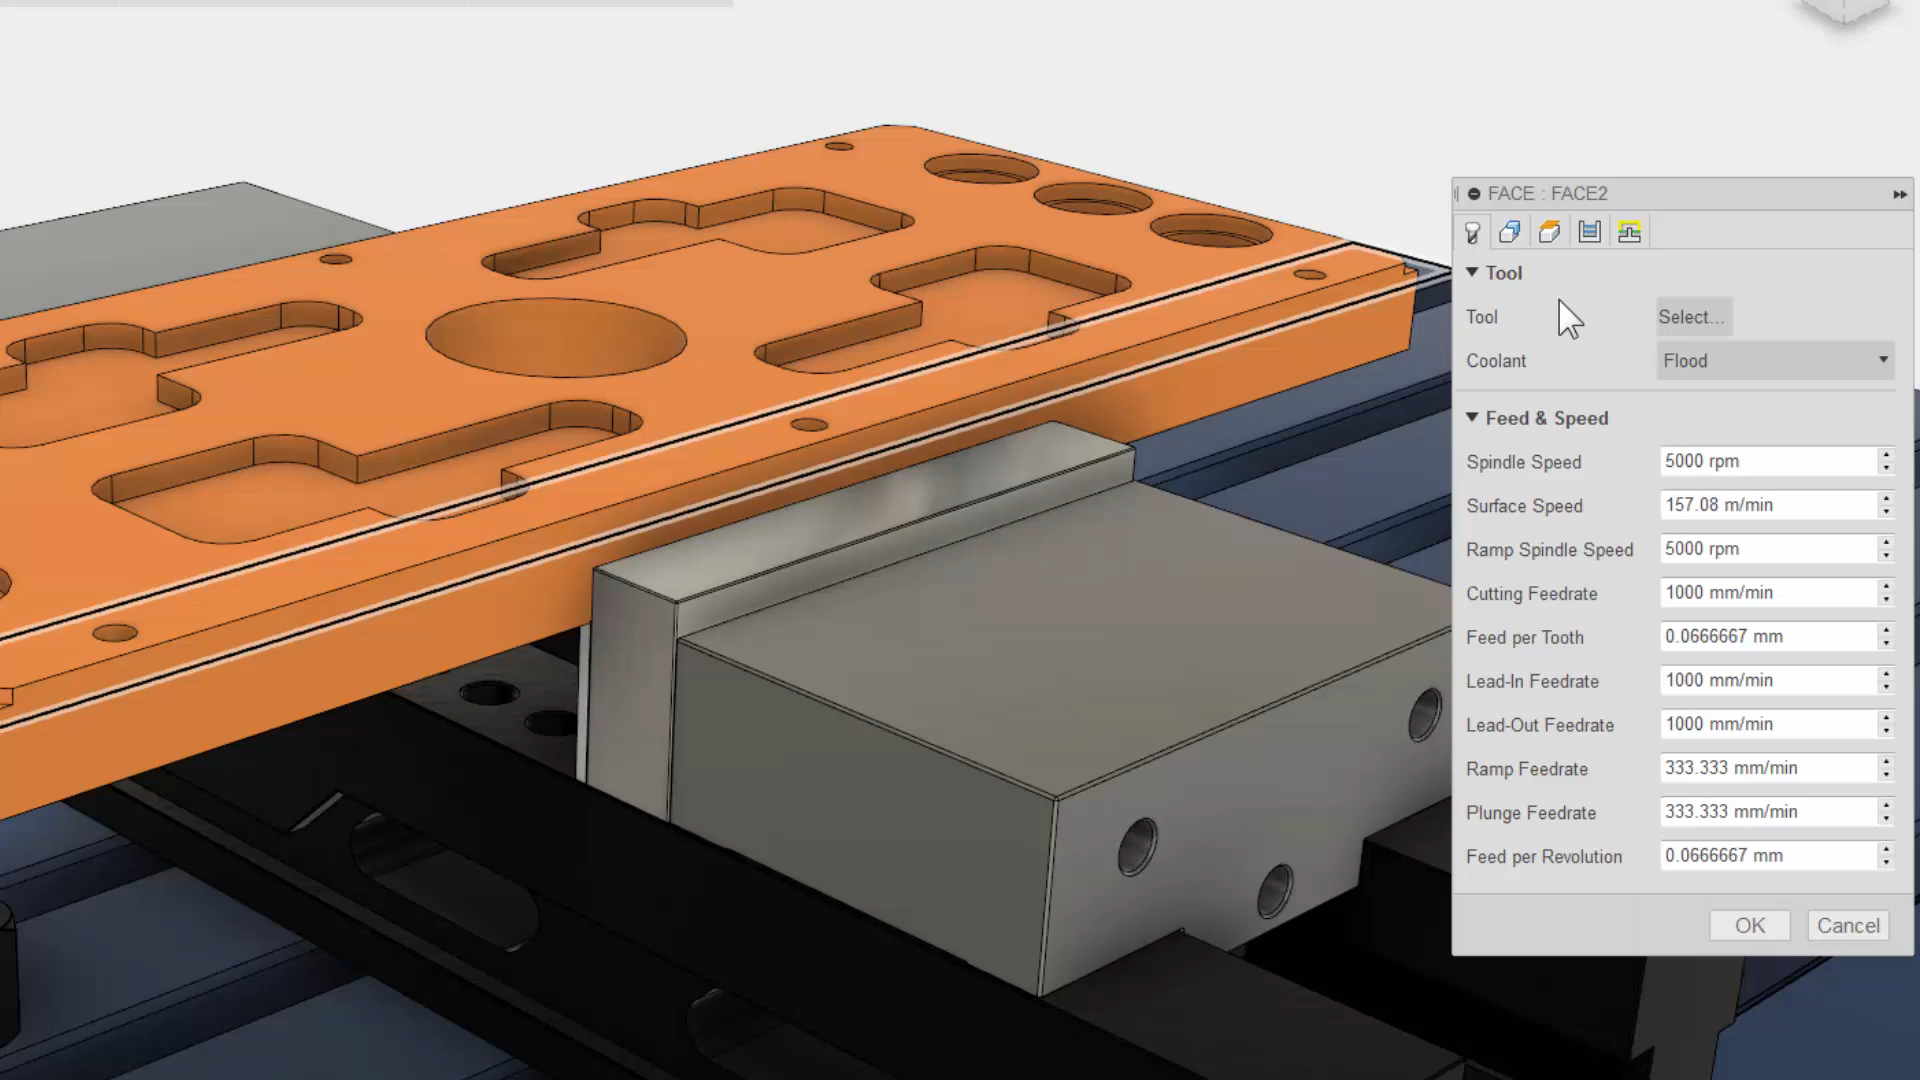 FACE : FACE2
Tool
Tool Select...
Coolant Flood
Feed & Speed
Spindle Speed 5000 rpm
Surface Speed 157.08 m/min
Ramp Spindle Speed 5000 rpm
Cutting Feedrate 1000 mm/min
Feed per Tooth 0.0666667 mm
Lead-In Feedrate 1000 mm/min
Lead-Out Feedrate 1000 mm/min
Ramp Feedrate 333.333 mm/min
Plunge Feedrate 333.333 mm/min
Feed per Revolution 0.0666667 mm
OK Cancel